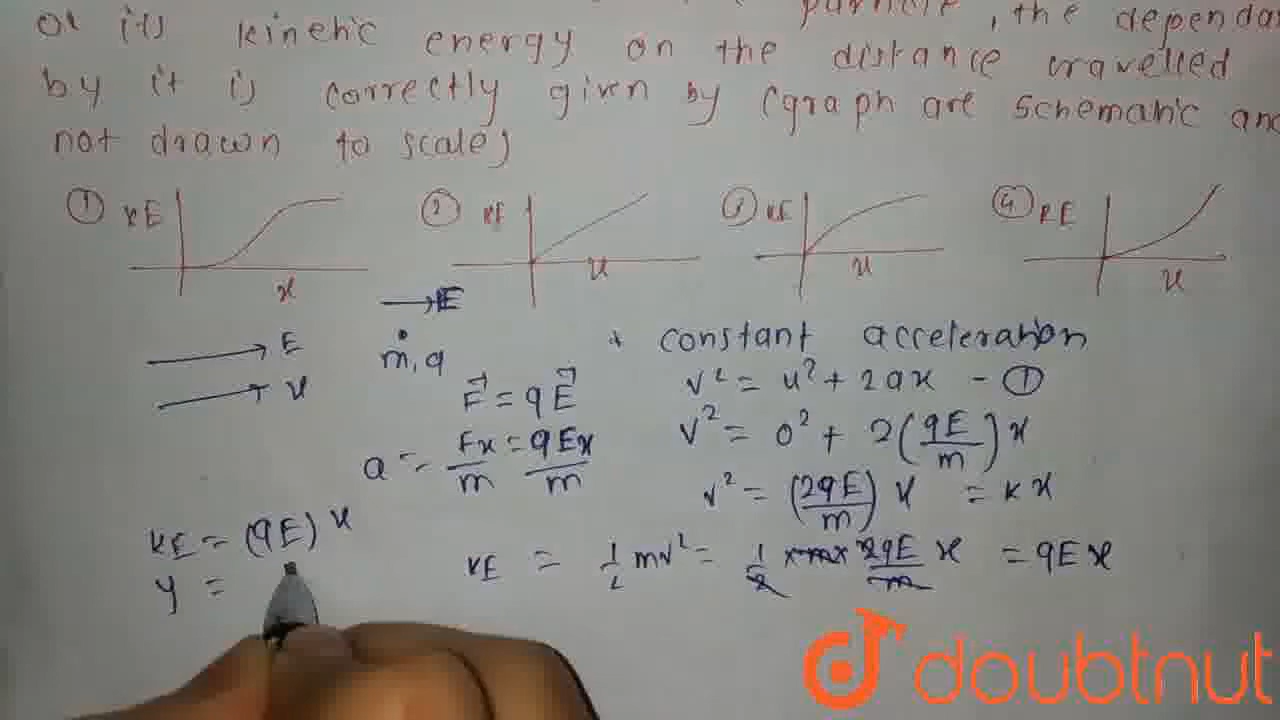 of its kinetic energy on the particle, the dependa
by it is correctly given by (graph are schematic and
not drawn to scale)
distance travelled
① KE x
② KE x
③ KE x
④ KE x
→E
→ E
→ x
m, q
* constant acceleration
F⃗ = qE⃗
v² = u² + 2ax - ①
a = Fx/m = qEx/m
v² = 0² + 2(qE/m)x
v² = (2qE/m) x = Kx
KE = (qE) x
KE = 1/2 mv² = 1/2 × m × 2qE/m x = qEx
y =
doubtnut